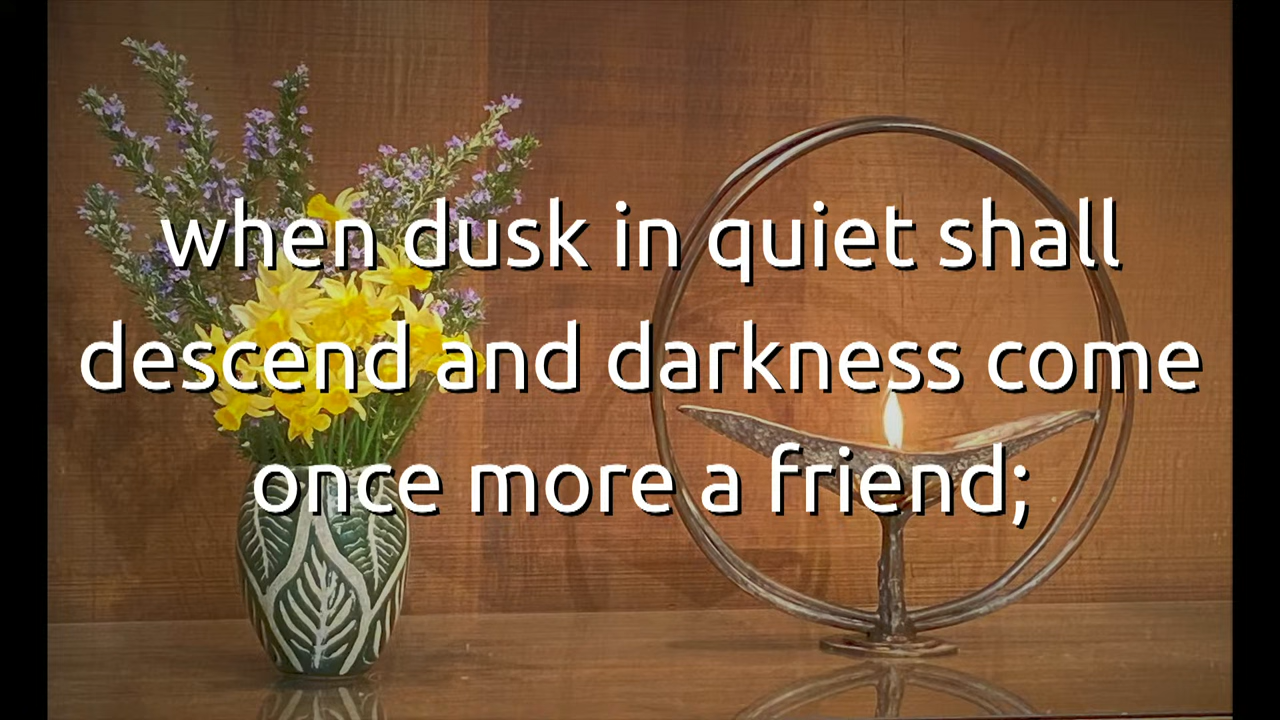 when dusk in quiet shall
descend and darkness come
once more a friend;